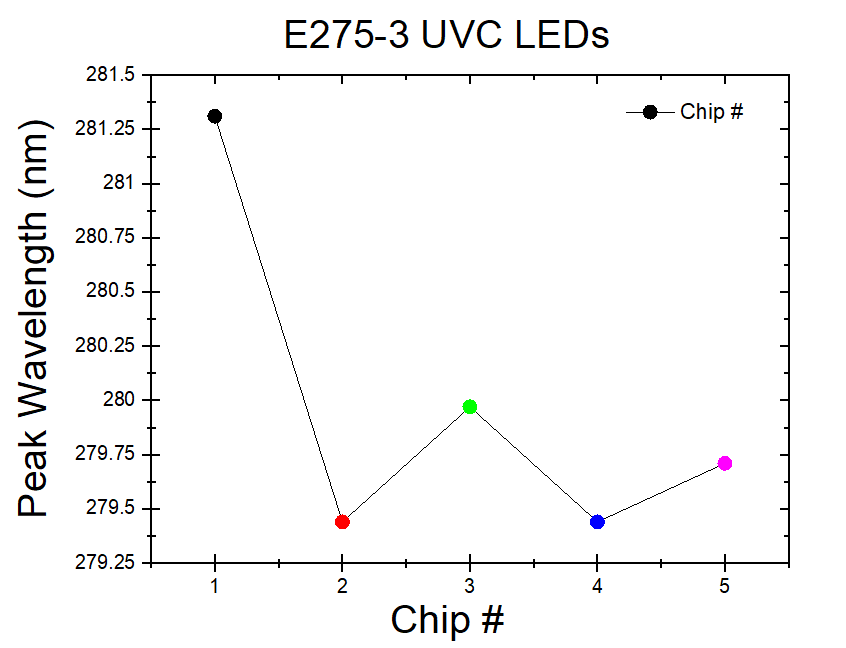 E275-3 UVC LEDs
Peak Wavelength (nm)
281.5
281.25
281
280.75
280.5
280.25
280
279.75
279.5
279.25
Chip #
1 2 3 4 5
Chip #